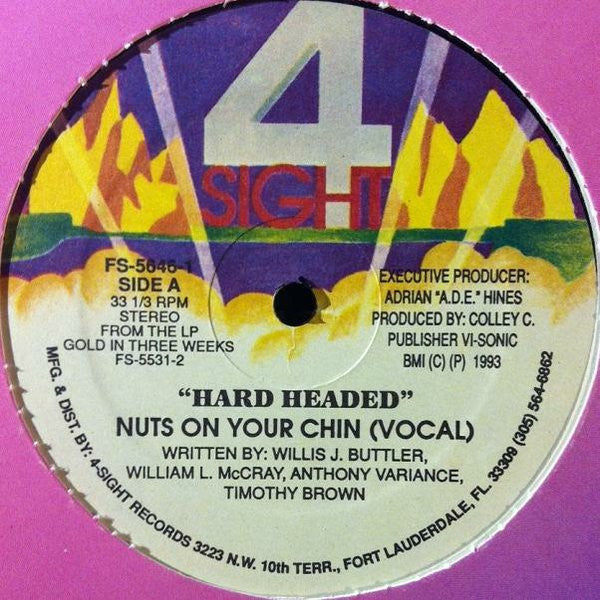 4
SIGHT
FS-5646-1
SIDE A
33 1/3 RPM
STEREO
FROM THE LP
GOLD IN THREE WEEKS
FS-5531-2
EXECUTIVE PRODUCER:
ADRIAN "A.D.E." HINES
PRODUCED BY: COLLEY C.
PUBLISHER VI-SONIC
BMI (C) (P) 1993
"HARD HEADED"
NUTS ON YOUR CHIN (VOCAL)
WRITTEN BY: WILLIS J. BUTTLER,
WILLIAM L. McCRAY, ANTHONY VARIANCE,
TIMOTHY BROWN
MFG. & DIST. BY: 4-SIGHT RECORDS 3223 N.W. 10th TERR., FORT LAUDERDALE, FL. 33309 (305) 564-6862